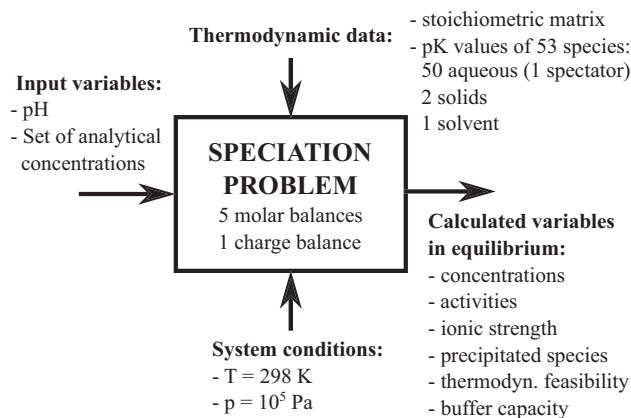 Thermodynamic data:
- stoichiometric matrix
- pK values of 53 species:
50 aqueous (1 spectator)
2 solids
1 solvent
Input variables:
- pH
- Set of analytical
concentrations
SPECIATION
PROBLEM
5 molar balances
1 charge balance
Calculated variables
in equilibrium:
- concentrations
- activities
- ionic strength
- precipitated species
- thermodyn. feasibility
- buffer capacity
System conditions:
- T = 298 K
- p = 10⁵ Pa